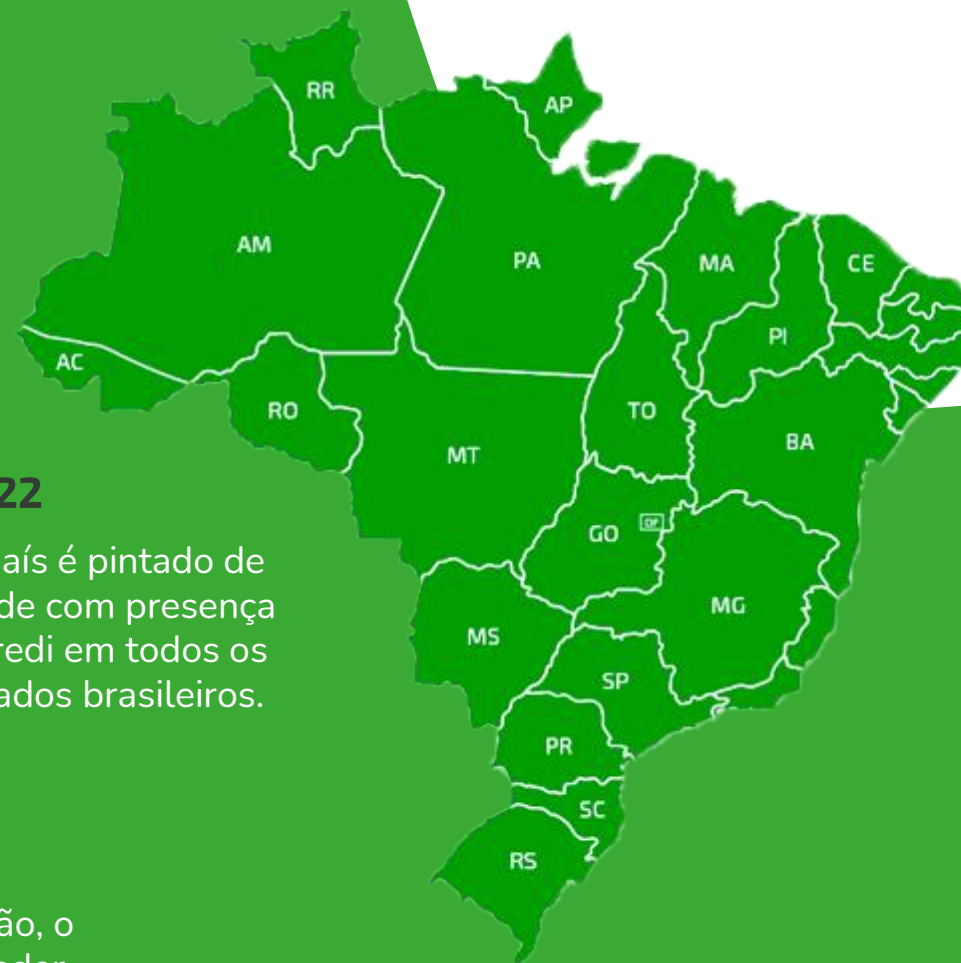 RR
AP
AM
PA
MA
CE
PI
AC
RO
TO
MT
BA
GO
DF
MG
MS
SP
PR
SC
RS
22
aís é pintado de
de com presença
redi em todos os
ados brasileiros.
ão, o